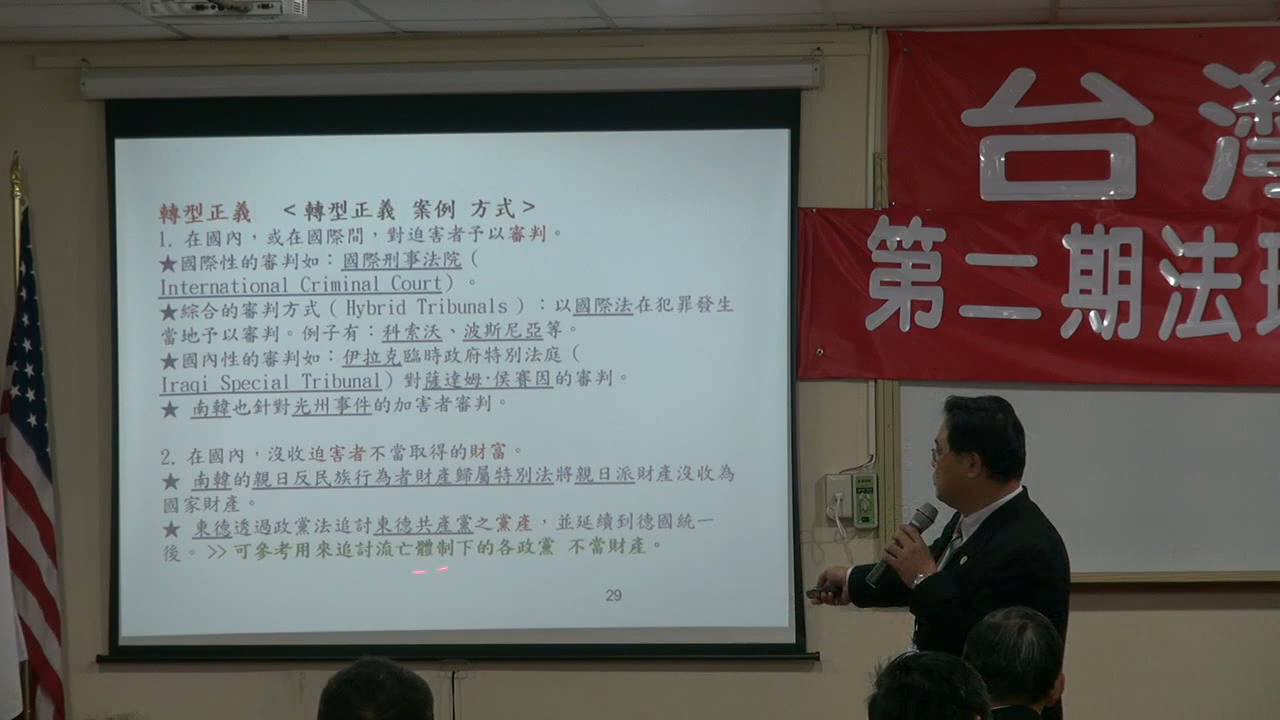 轉型正義 <轉型正義 案例 方式>
1. 在國內，或在國際間，對迫害者予以審判。
★國際性的審判如：國際刑事法院（
International Criminal Court）。
★綜合的審判方式（Hybrid Tribunals）：以國際法在犯罪發生
當地予以審判。例子有：科索沃、波斯尼亞等。
★國內性的審判如：伊拉克臨時政府特別法庭（
Iraqi Special Tribunal）對薩達姆·侯賽因的審判。
★ 南韓也針對光州事件的加害者審判。
2. 在國內，沒收迫害者不當取得的財富。
★ 南韓的親日反民族行為者財產歸屬特別法將親日派財產沒收為
國家財產。
★ 東德透過政黨法追討東德共產黨之黨產，並延續到德國統一
後。>>可參考用來追討流亡體制下的各政黨 不當財產。
29
台灣
第二期法理